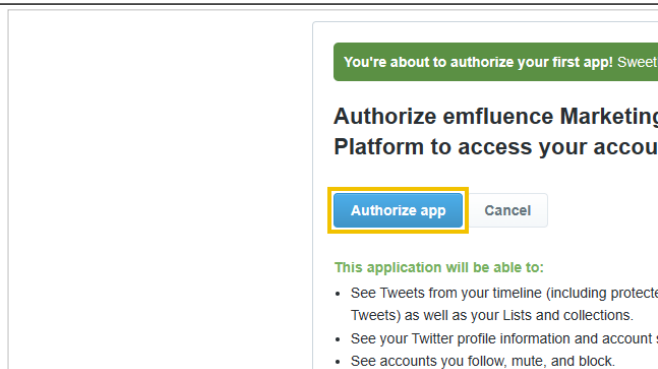 You're about to authorize your first app! Sweet
Authorize emfluence Marketing
Platform to access your accou
Authorize app Cancel
This application will be able to:
• See Tweets from your timeline (including protecte
Tweets) as well as your Lists and collections.
• See your Twitter profile information and account s
• See accounts you follow, mute, and block.